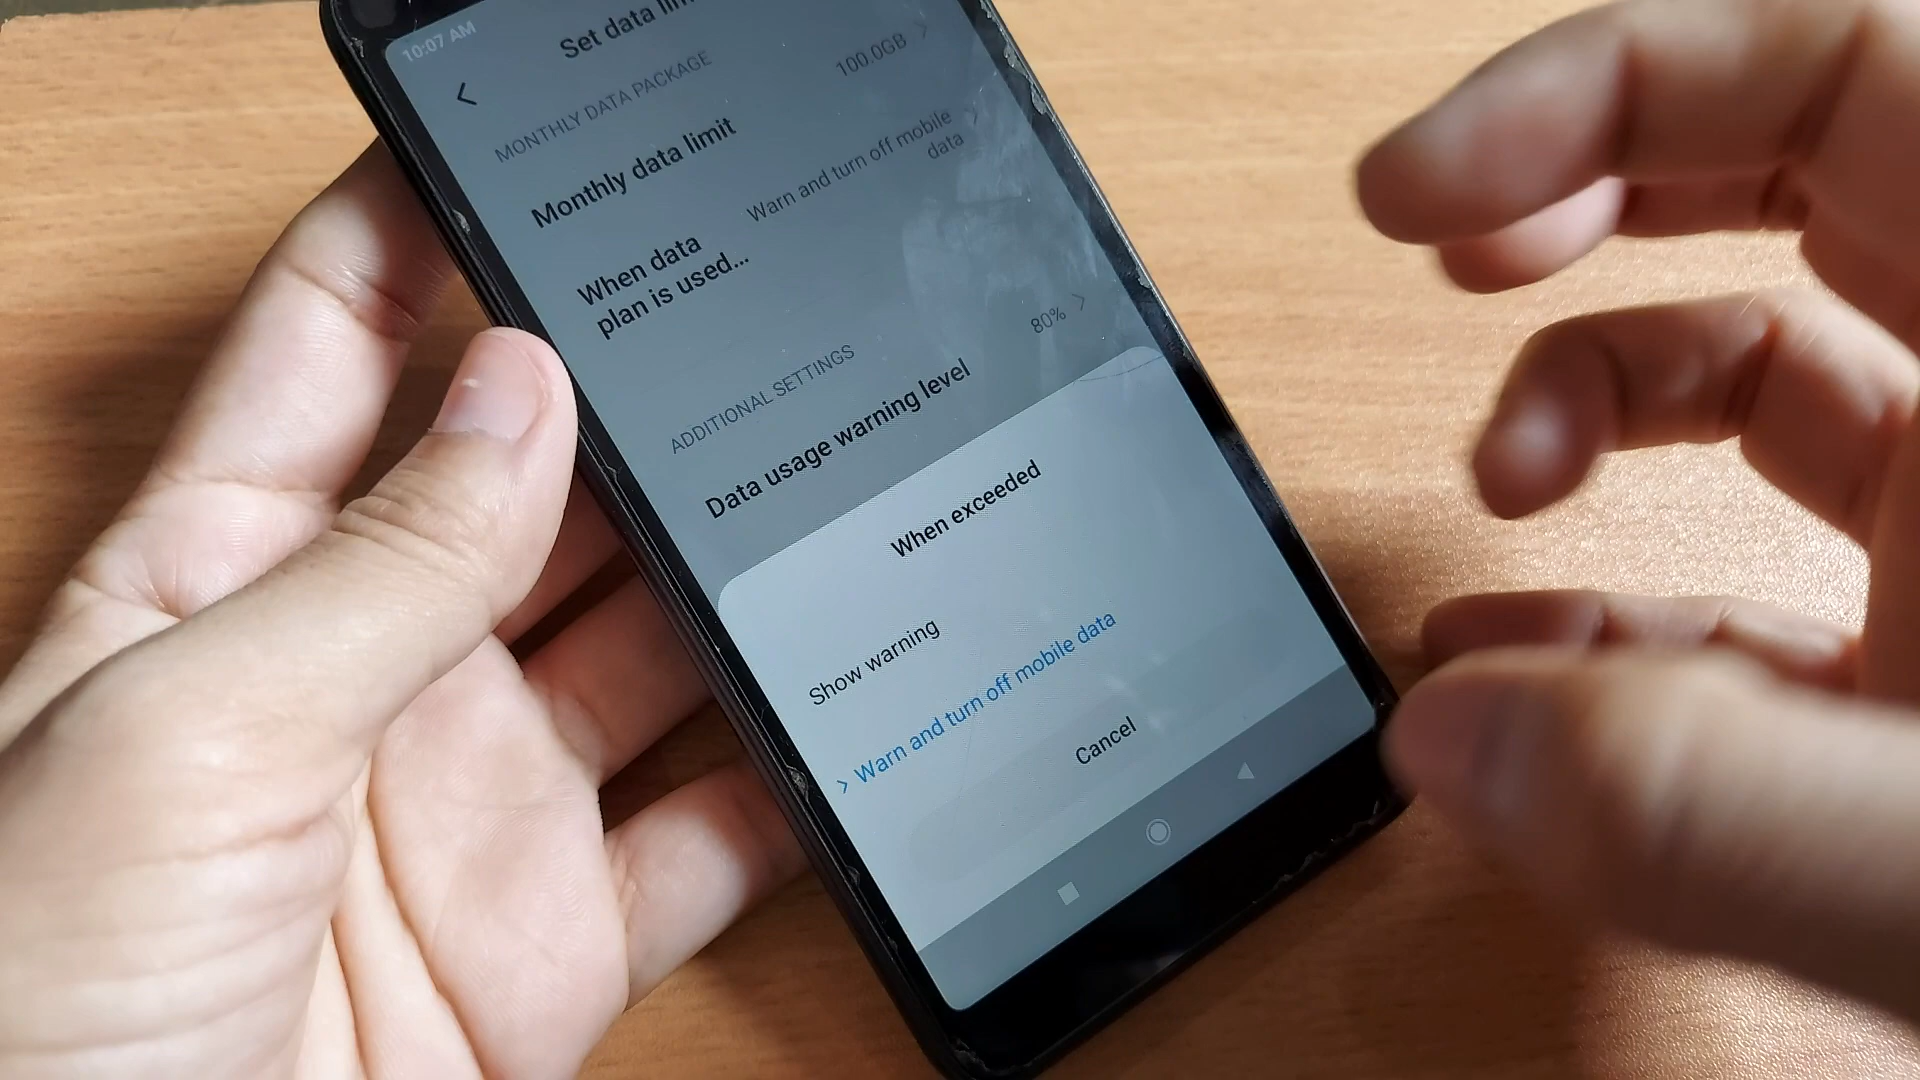 10:07 AM
Set data
MONTHLY DATA PACKAGE
Monthly data limit
100.0GB
When data
plan is used...
Warn and turn off mobile
data
ADDITIONAL SETTINGS
Data usage warning level
80%
When exceeded
Show warning
Warn and turn off mobile data
Cancel